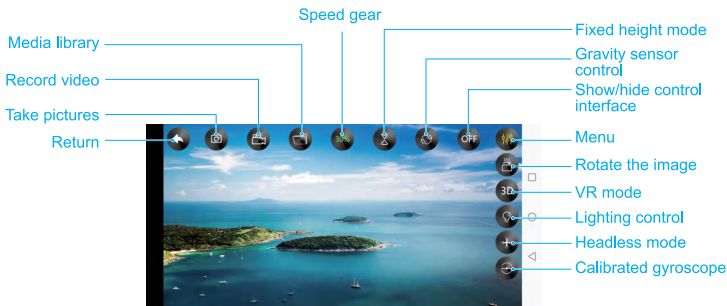 Speed gear
Media library
Record video
Take pictures
Return
Fixed height mode
Gravity sensor
control
Show/hide control
interface
Menu
Rotate the image
VR mode
Lighting control
Headless mode
Calibrated gyroscope
30%
OFF
3D